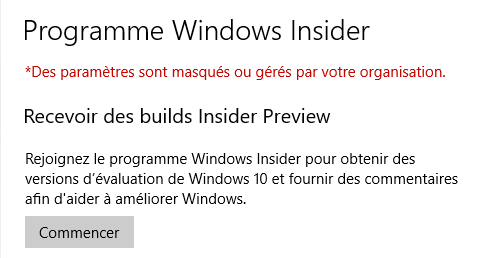 Programme Windows Insider
*Des paramètres sont masqués ou gérés par votre organisation.
Recevoir des builds Insider Preview
Rejoignez le programme Windows Insider pour obtenir des
versions d'évaluation de Windows 10 et fournir des commentaires
afin d'aider à améliorer Windows.
Commencer